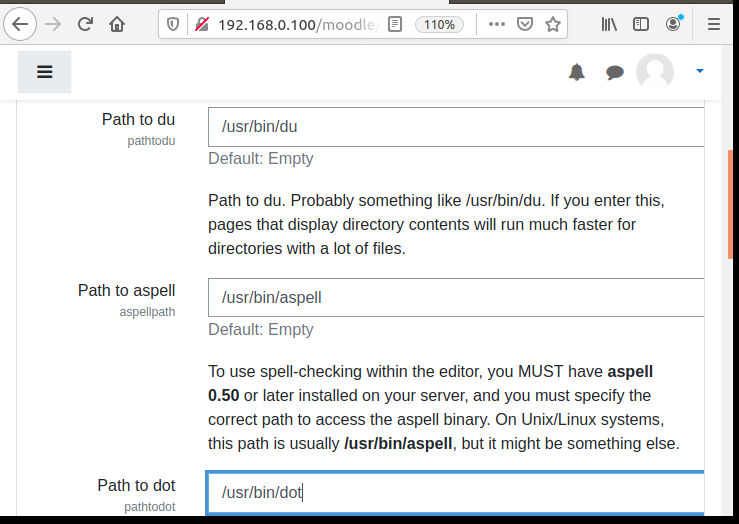 192.168.0.100/moodle/
110%
Path to du
pathtodu
/usr/bin/du
Default: Empty
Path to du. Probably something like /usr/bin/du. If you enter this,
pages that display directory contents will run much faster for
directories with a lot of files.
Path to aspell
aspellpath
/usr/bin/aspell
Default: Empty
To use spell-checking within the editor, you MUST have aspell
0.50 or later installed on your server, and you must specify the
correct path to access the aspell binary. On Unix/Linux systems,
this path is usually /usr/bin/aspell, but it might be something else.
Path to dot
pathtodot
/usr/bin/dot